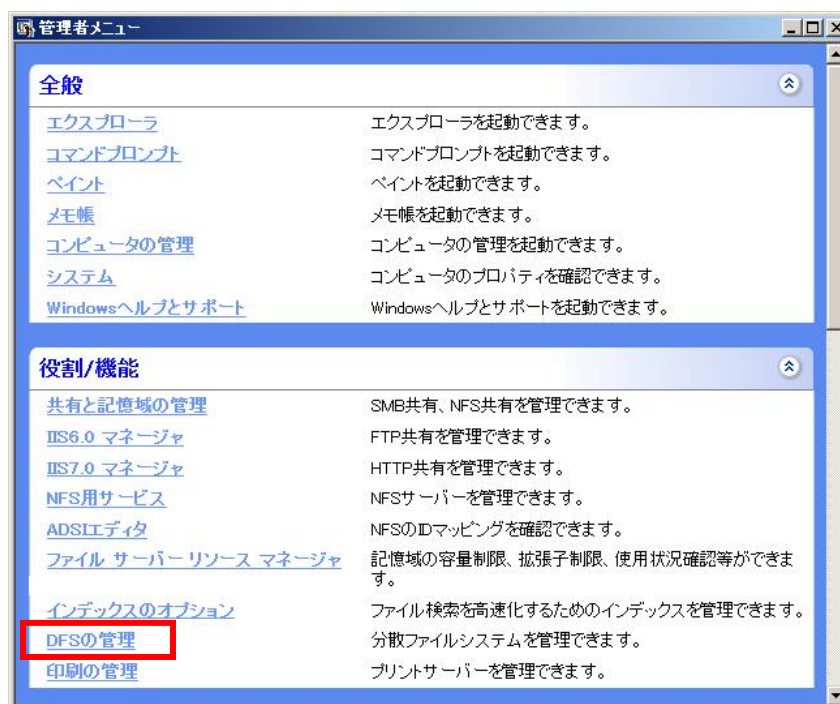 管理者メニュー
全般
エクスプローラ エクスプローラを起動できます。
コマンドプロンプト コマンドプロンプトを起動できます。
ペイント ペイントを起動できます。
メモ帳 メモ帳を起動できます。
コンピュータの管理 コンピュータの管理を起動できます。
システム コンピュータのプロパティを確認できます。
Windowsヘルプとサポート Windowsヘルプとサポートを起動できます。
役割/機能
共有と記憶域の管理 SMB共有、NFS共有を管理できます。
IIS6.0 マネージャ FTP共有を管理できます。
IIS7.0 マネージャ HTTP共有を管理できます。
NFS用サービス NFSサーバーを管理できます。
ADSIエディタ NFSのIDマッピングを確認できます。
ファイル サーバー リソース マネージャ 記憶域の容量制限、拡張子制限、使用状況確認等ができま
す。
インデックスのオプション ファイル検索を高速化するためのインデックスを管理できます。
DFSの管理 分散ファイルシステムを管理できます。
印刷の管理 プリントサーバーを管理できます。